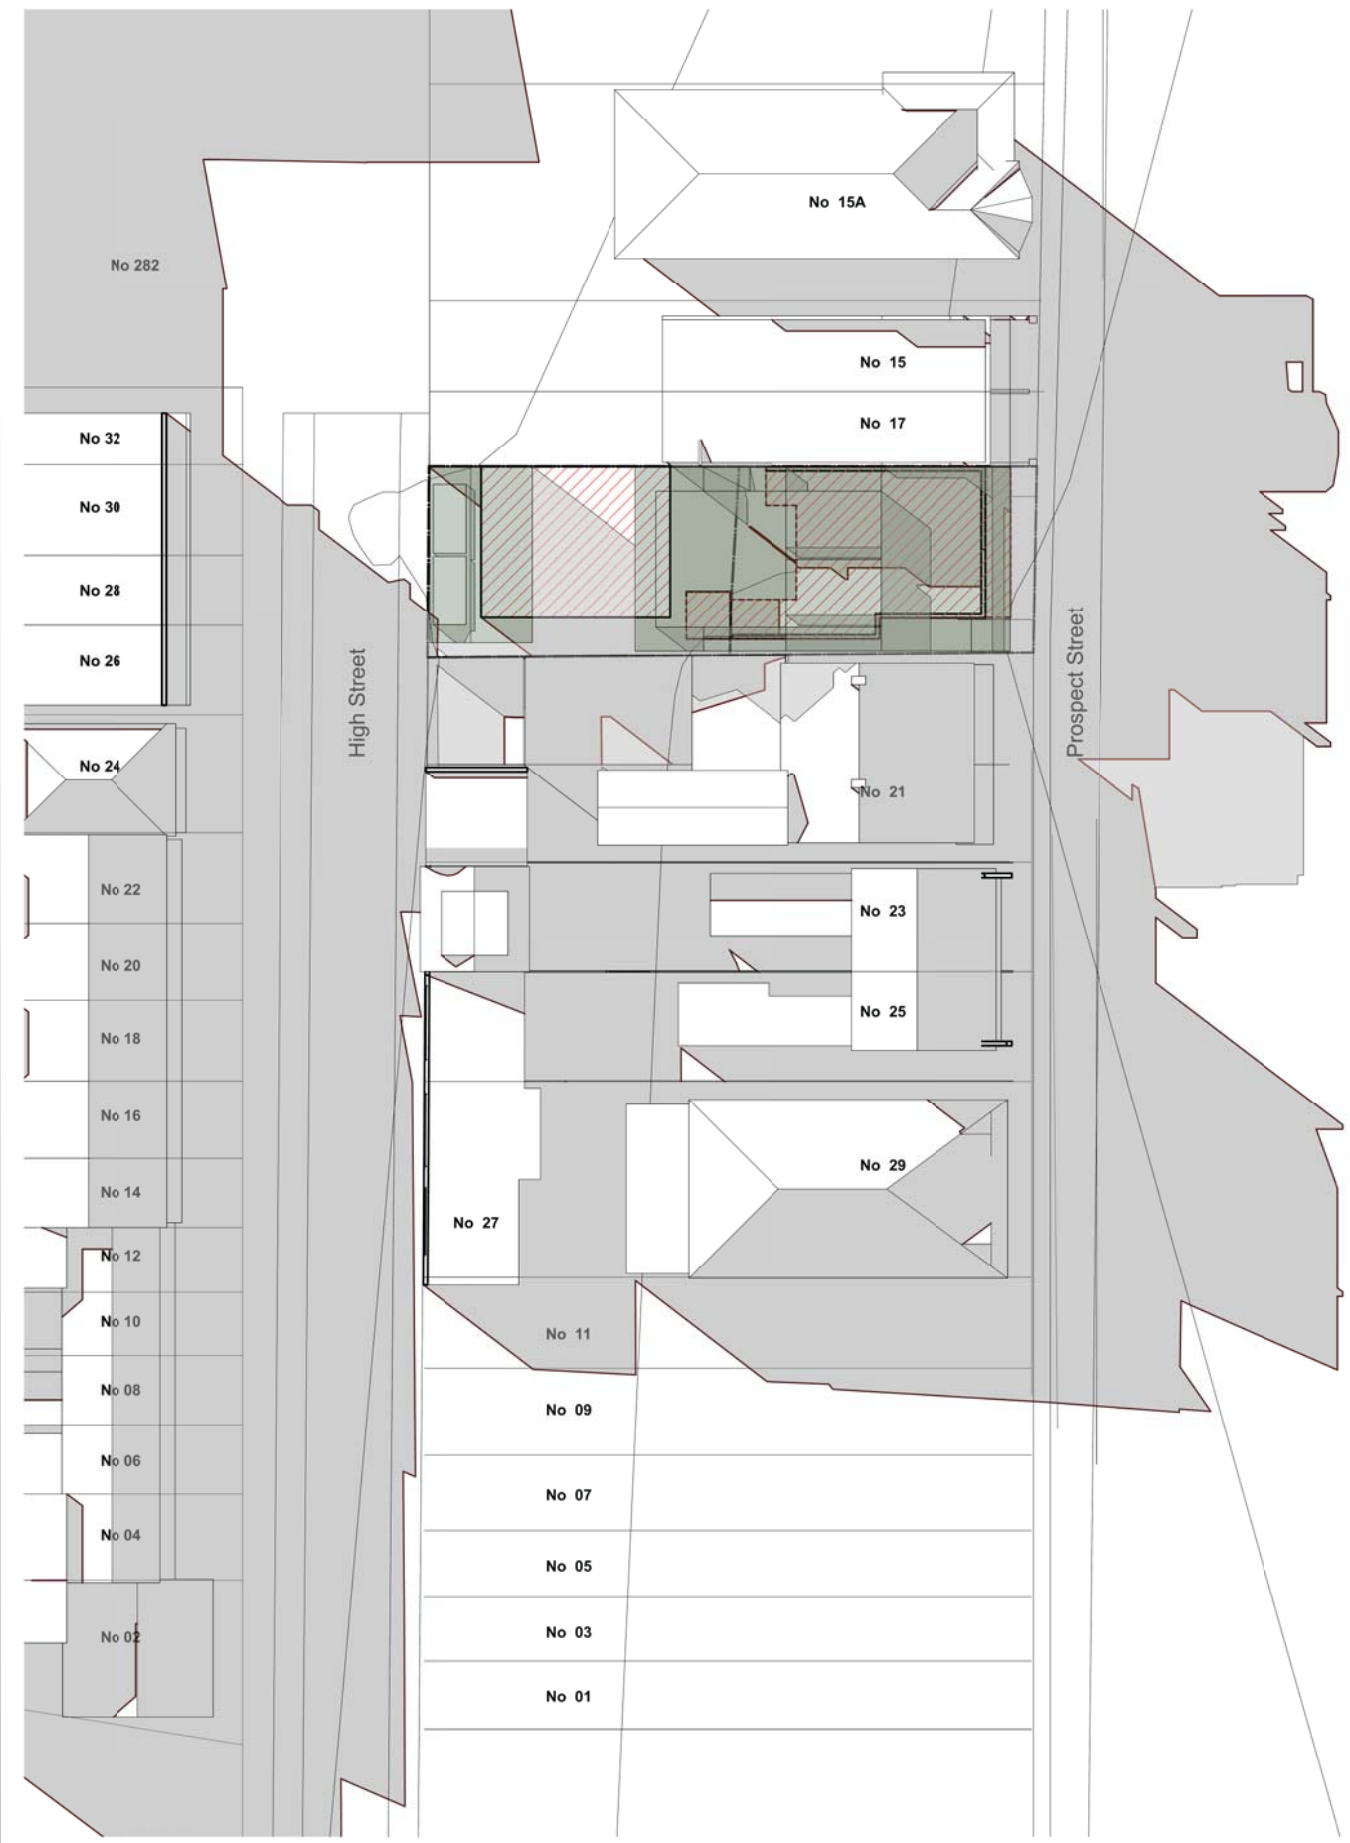 No 15A
No 282
No 15
No 17
No 32
No 30
No 28
No 26
High Street
Prospect Street
No 24
No 21
No 22
No 23
No 20
No 25
No 18
No 16
No 29
No 14
No 27
No 12
No 10
No 11
No 08
No 09
No 06
No 07
No 04
No 05
No 03
No 02
No 01